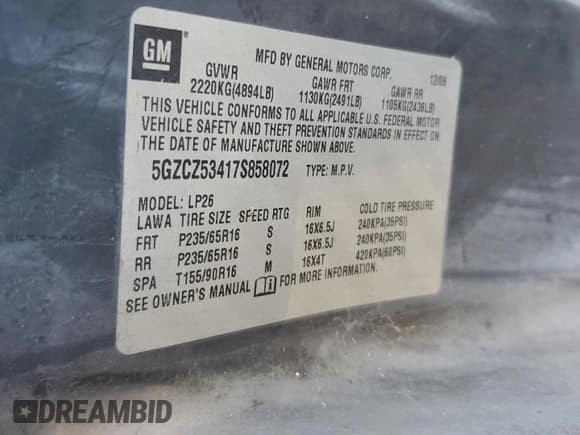 GM
MFD BY GENERAL MOTORS CORP. 12/06
GVWR GAWR FRT GAWR RR
2220KG(4894LB) 1130KG(2491LB) 1105KG(2436LB)
THIS VEHICLE CONFORMS TO ALL APPLICABLE U.S. FEDERAL MOTOR
VEHICLE SAFETY AND THEFT PREVENTION STANDARDS IN EFFECT ON
THE DATE OF MANUFACTURE SHOWN ABOVE.
5GZCZ53417S858072 TYPE: M.P.V.
MODEL: LP26
LAWA TIRE SIZE SPEED RTG RIM COLD TIRE PRESSURE
FRT P235/65R16 S 16X6.5J 240KPA(35PSI)
RR P235/65R16 S 16X6.5J 240KPA(35PSI)
SPA T155/90R16 M 16X4T 420KPA(60PSI)
SEE OWNER'S MANUAL FOR MORE INFORMATION.
DREAMBID